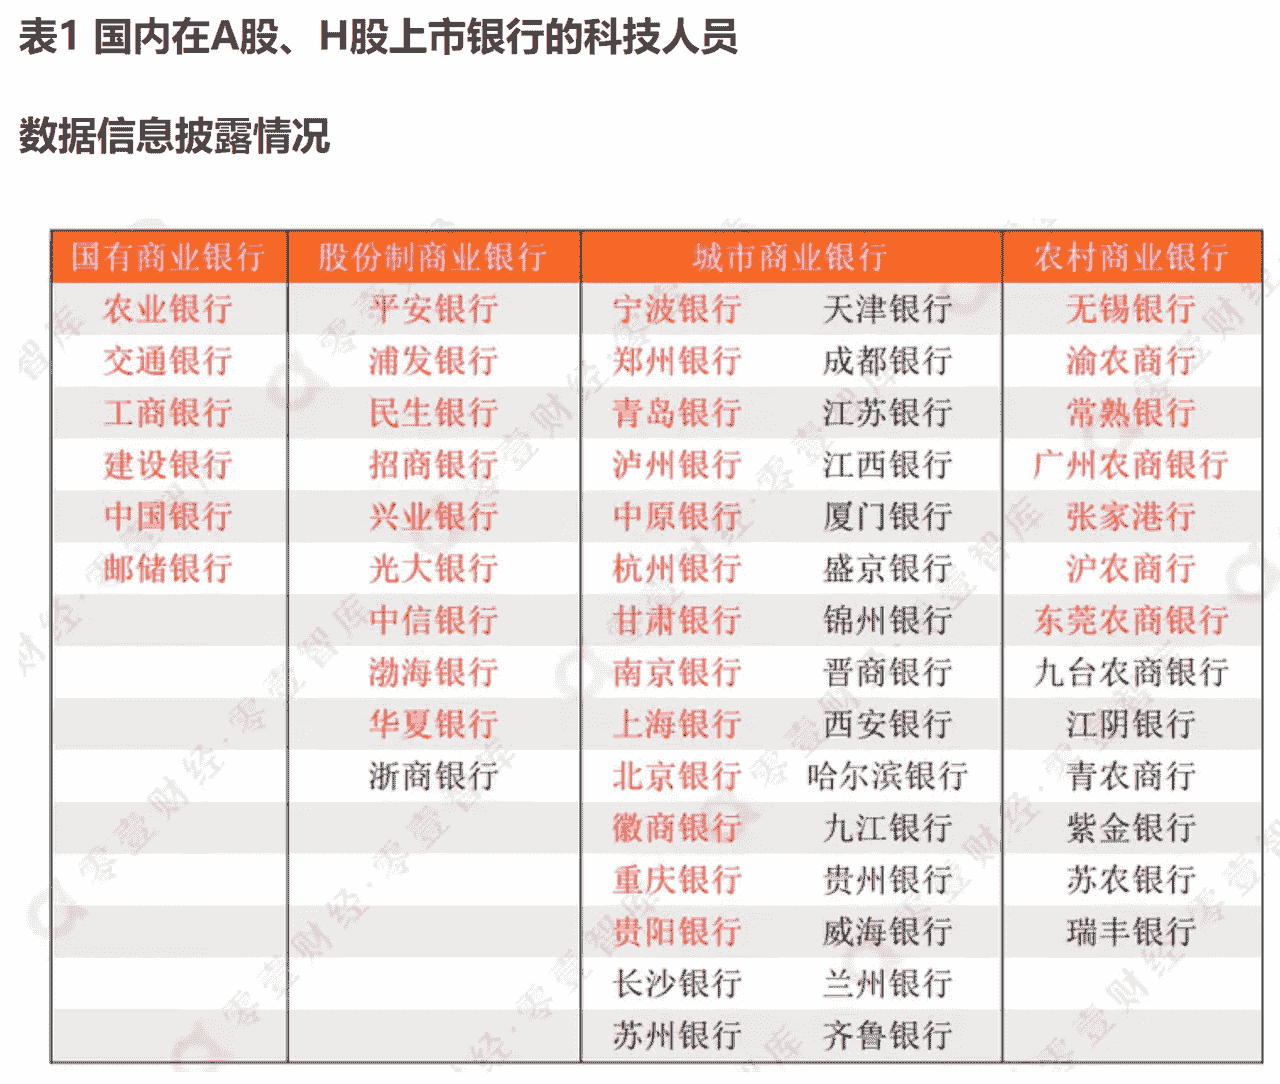 表1 国内在A股、H股上市银行的科技人员
数据信息披露情况
国有商业银行 股份制商业银行 城市商业银行 农村商业银行
农业银行 平安银行 宁波银行 天津银行 无锡银行
交通银行 浦发银行 郑州银行 成都银行 渝农商行
工商银行 民生银行 青岛银行 江苏银行 常熟银行
建设银行 招商银行 泸州银行 江西银行 广州农商银行
中国银行 兴业银行 中原银行 厦门银行 张家港行
邮储银行 光大银行 杭州银行 盛京银行 沪农商行
中信银行 甘肃银行 锦州银行 东莞农商银行
渤海银行 南京银行 晋商银行 九台农商银行
华夏银行 上海银行 西安银行 江阴银行
浙商银行 北京银行 哈尔滨银行 青农商行
徽商银行 九江银行 紫金银行
重庆银行 贵州银行 苏农银行
贵阳银行 威海银行 瑞丰银行
长沙银行 兰州银行
苏州银行 齐鲁银行
零壹财经·零壹智库